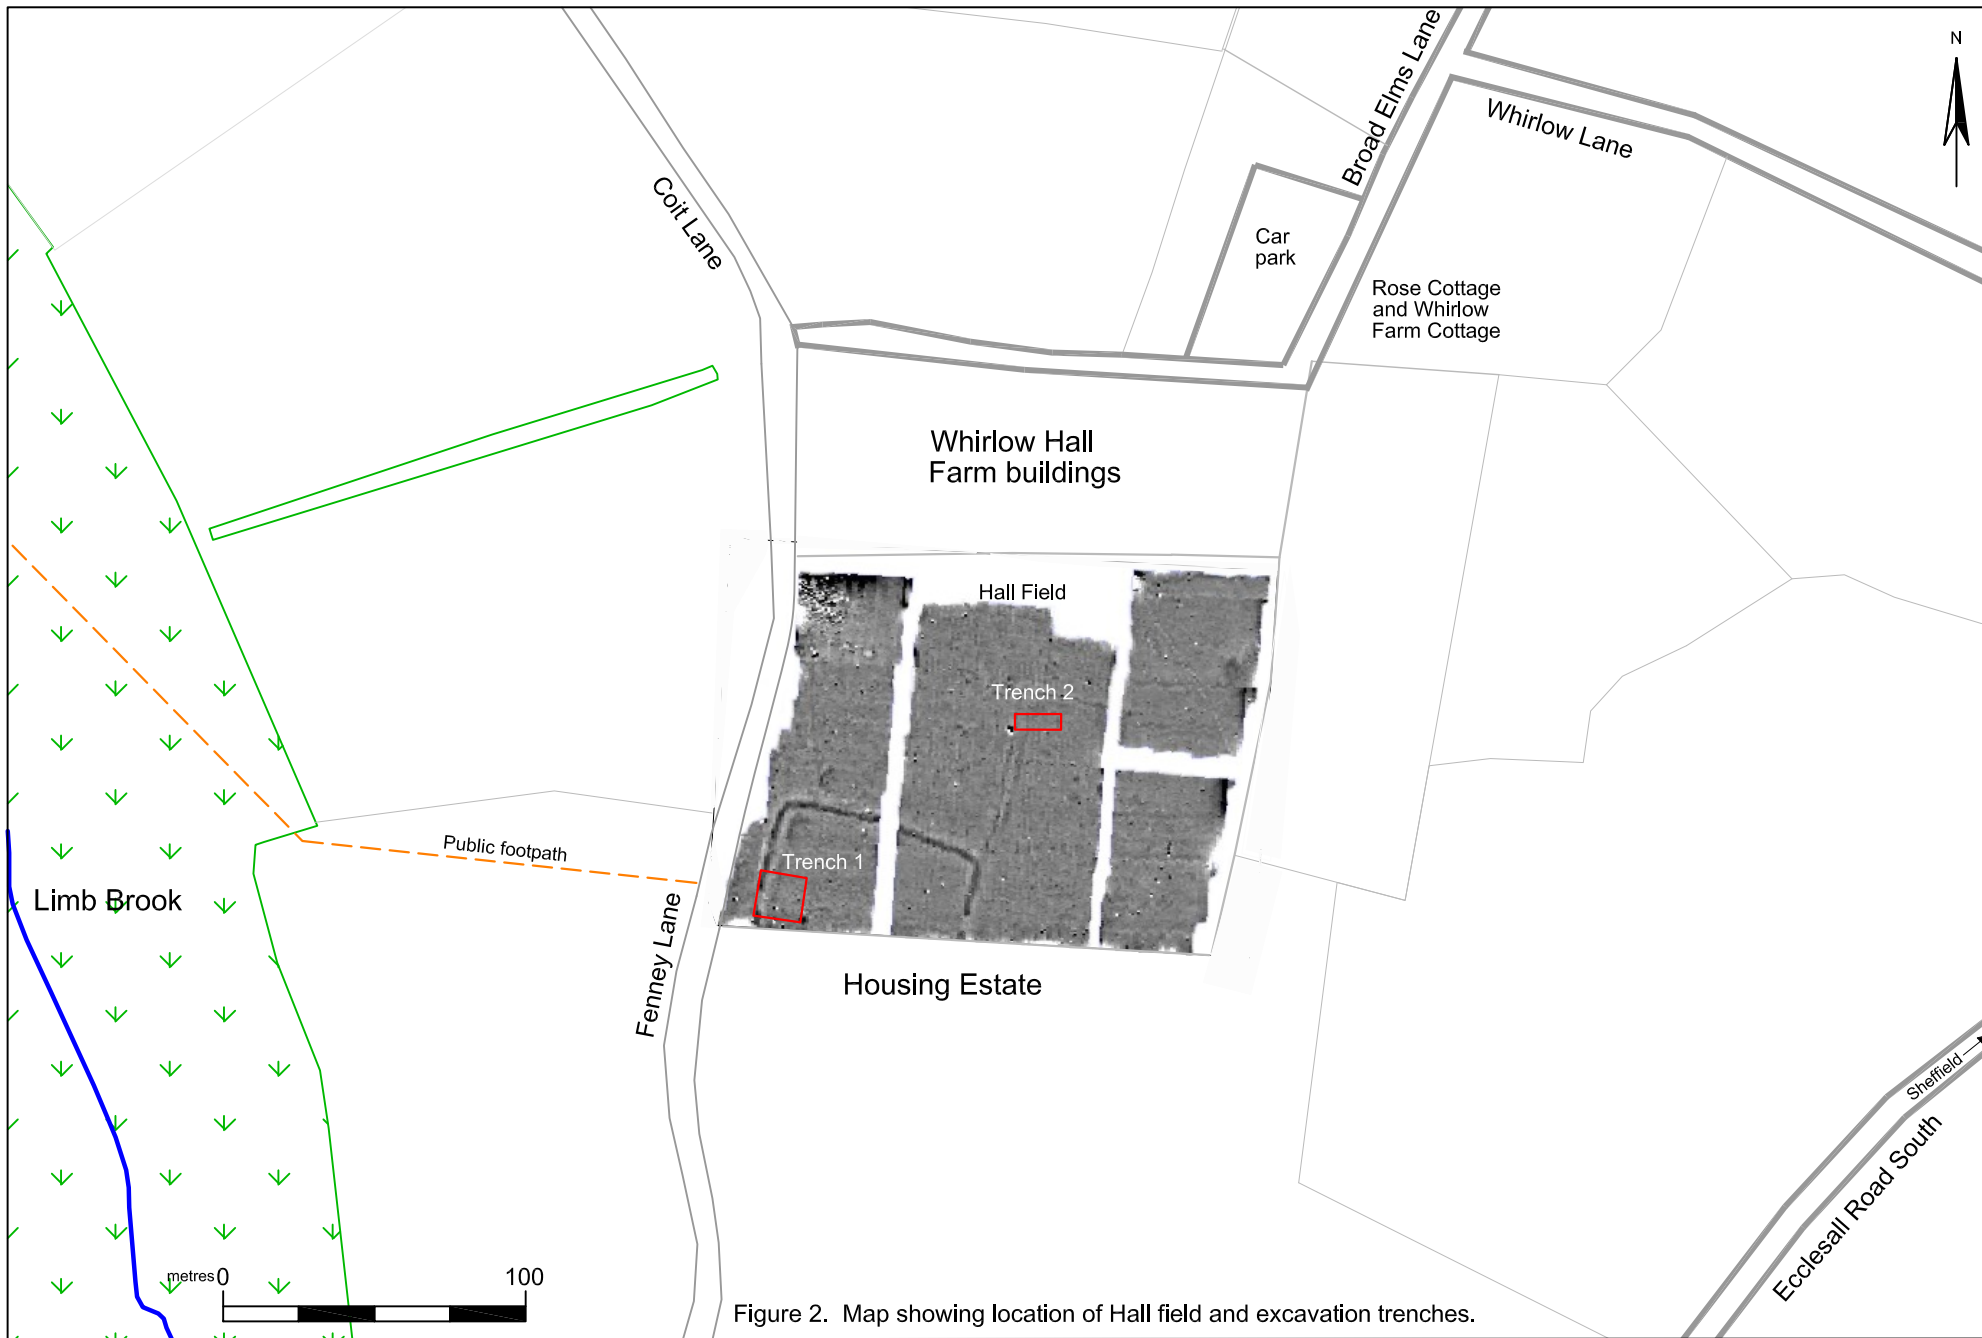 Broad Elms Lane
N
Whirlow Lane
Coit Lane
Car
park
Rose Cottage
and Whirlow
Farm Cottage
Whirlow Hall
Farm buildings
Hall Field
Trench 2
Public footpath
Trench 1
Limb Brook
Fenney Lane
Housing Estate
Sheffield
Ecclesall Road South
metres 0 100
Figure 2. Map showing location of Hall field and excavation trenches.